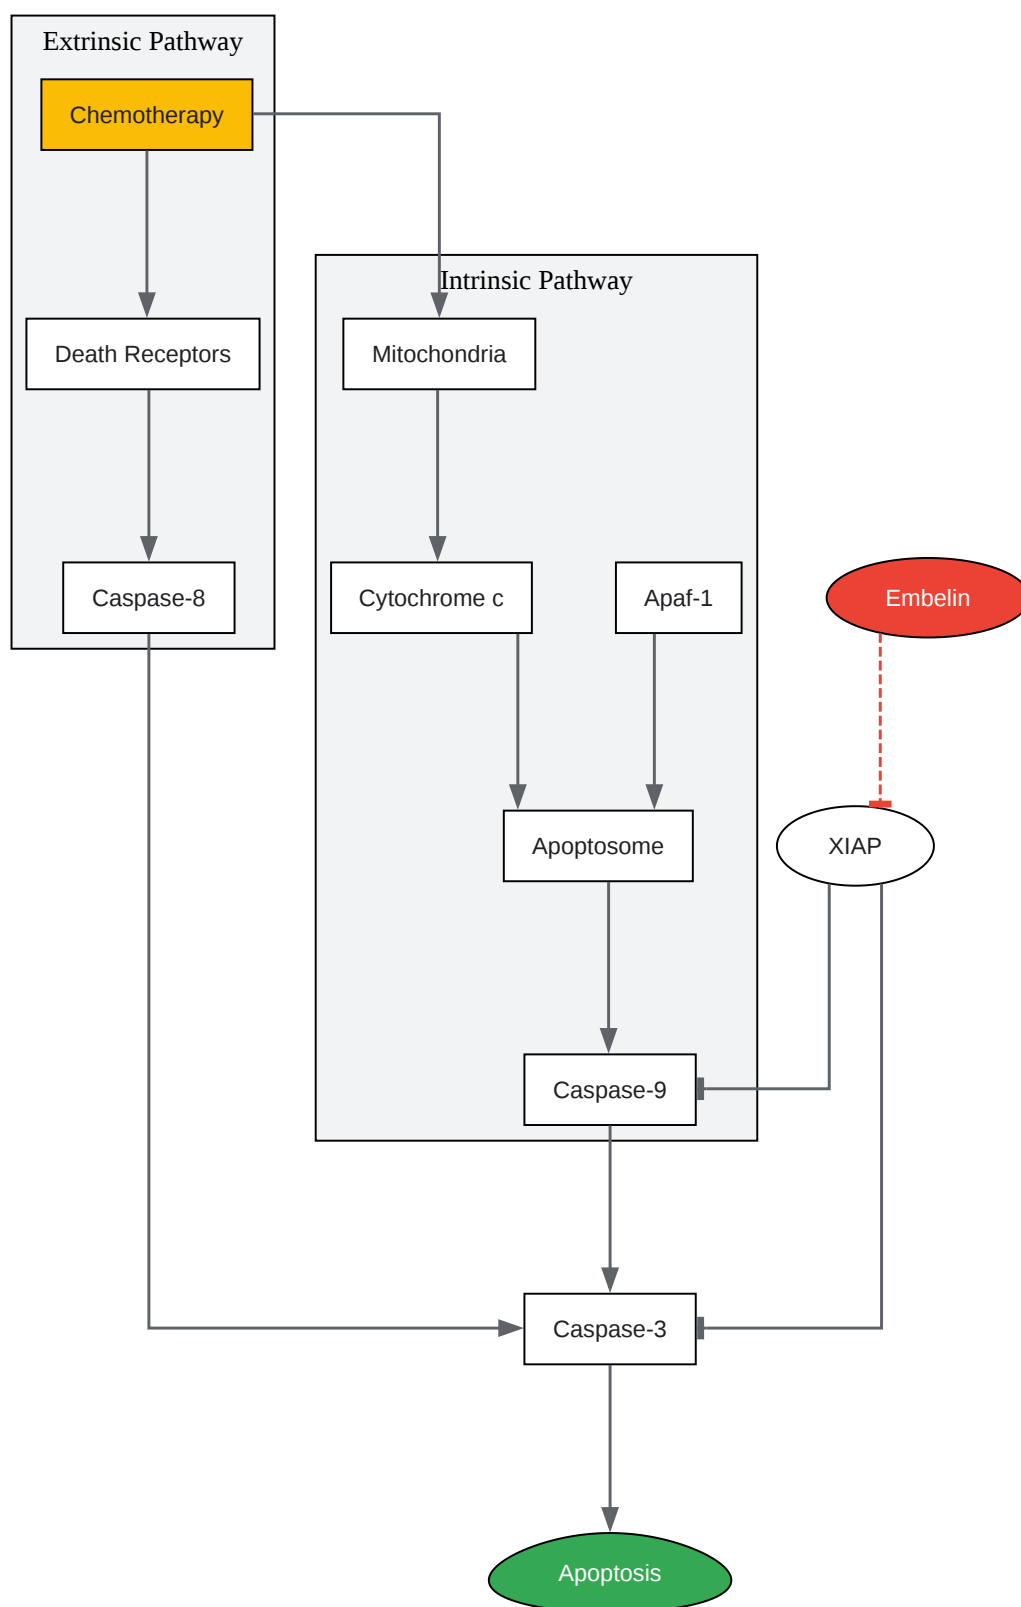 Extrinsic Pathway
Chemotherapy
Intrinsic Pathway
Death Receptors
Mitochondria
Caspase-8
Cytochrome c
Apaf-1
Embelin
Apoptosome
XIAP
Caspase-9
Caspase-3
Apoptosis